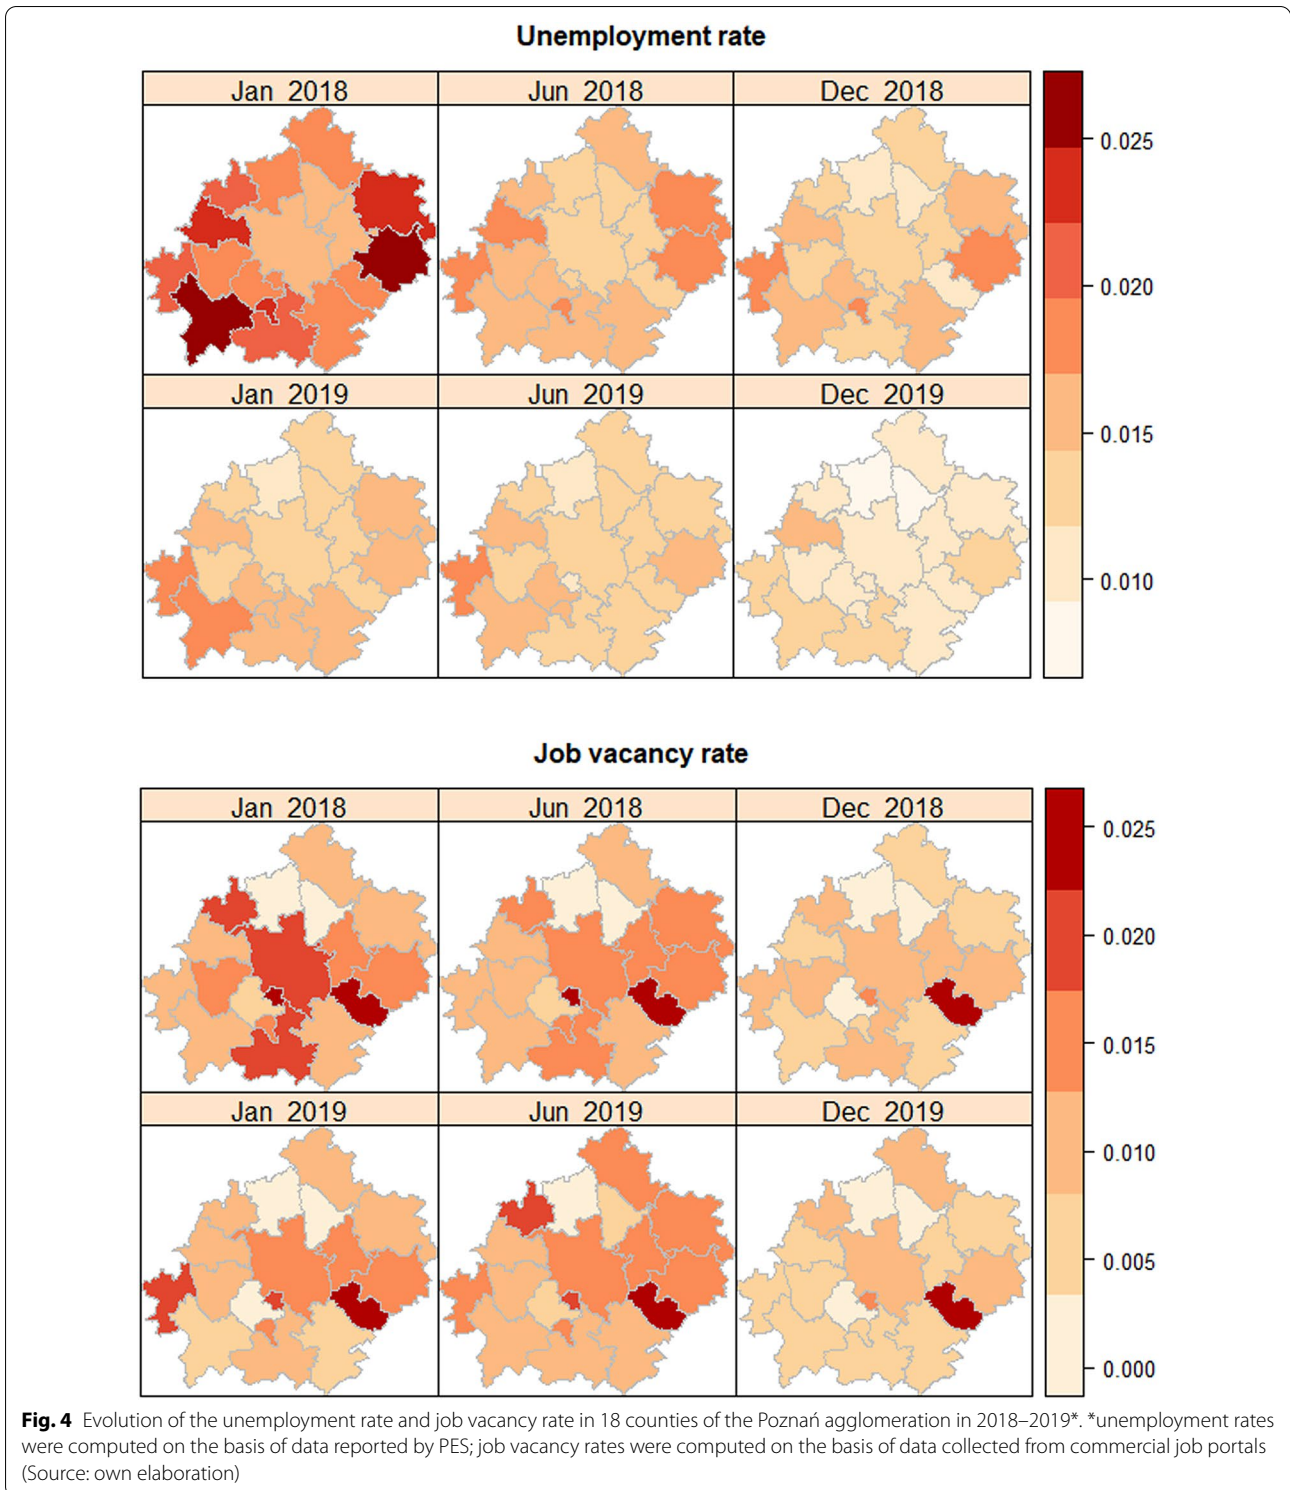 Unemployment rate
Jan 2018
Jun 2018
Dec 2018
Jan 2019
Jun 2019
Dec 2019
0.025
0.020
0.015
0.010
Job vacancy rate
Jan 2018
Jun 2018
Dec 2018
Jan 2019
Jun 2019
Dec 2019
0.025
0.020
0.015
0.010
0.005
0.000
Fig. 4 Evolution of the unemployment rate and job vacancy rate in 18 counties of the Poznań agglomeration in 2018–2019*. *unemployment rates
were computed on the basis of data reported by PES; job vacancy rates were computed on the basis of data collected from commercial job portals
(Source: own elaboration)